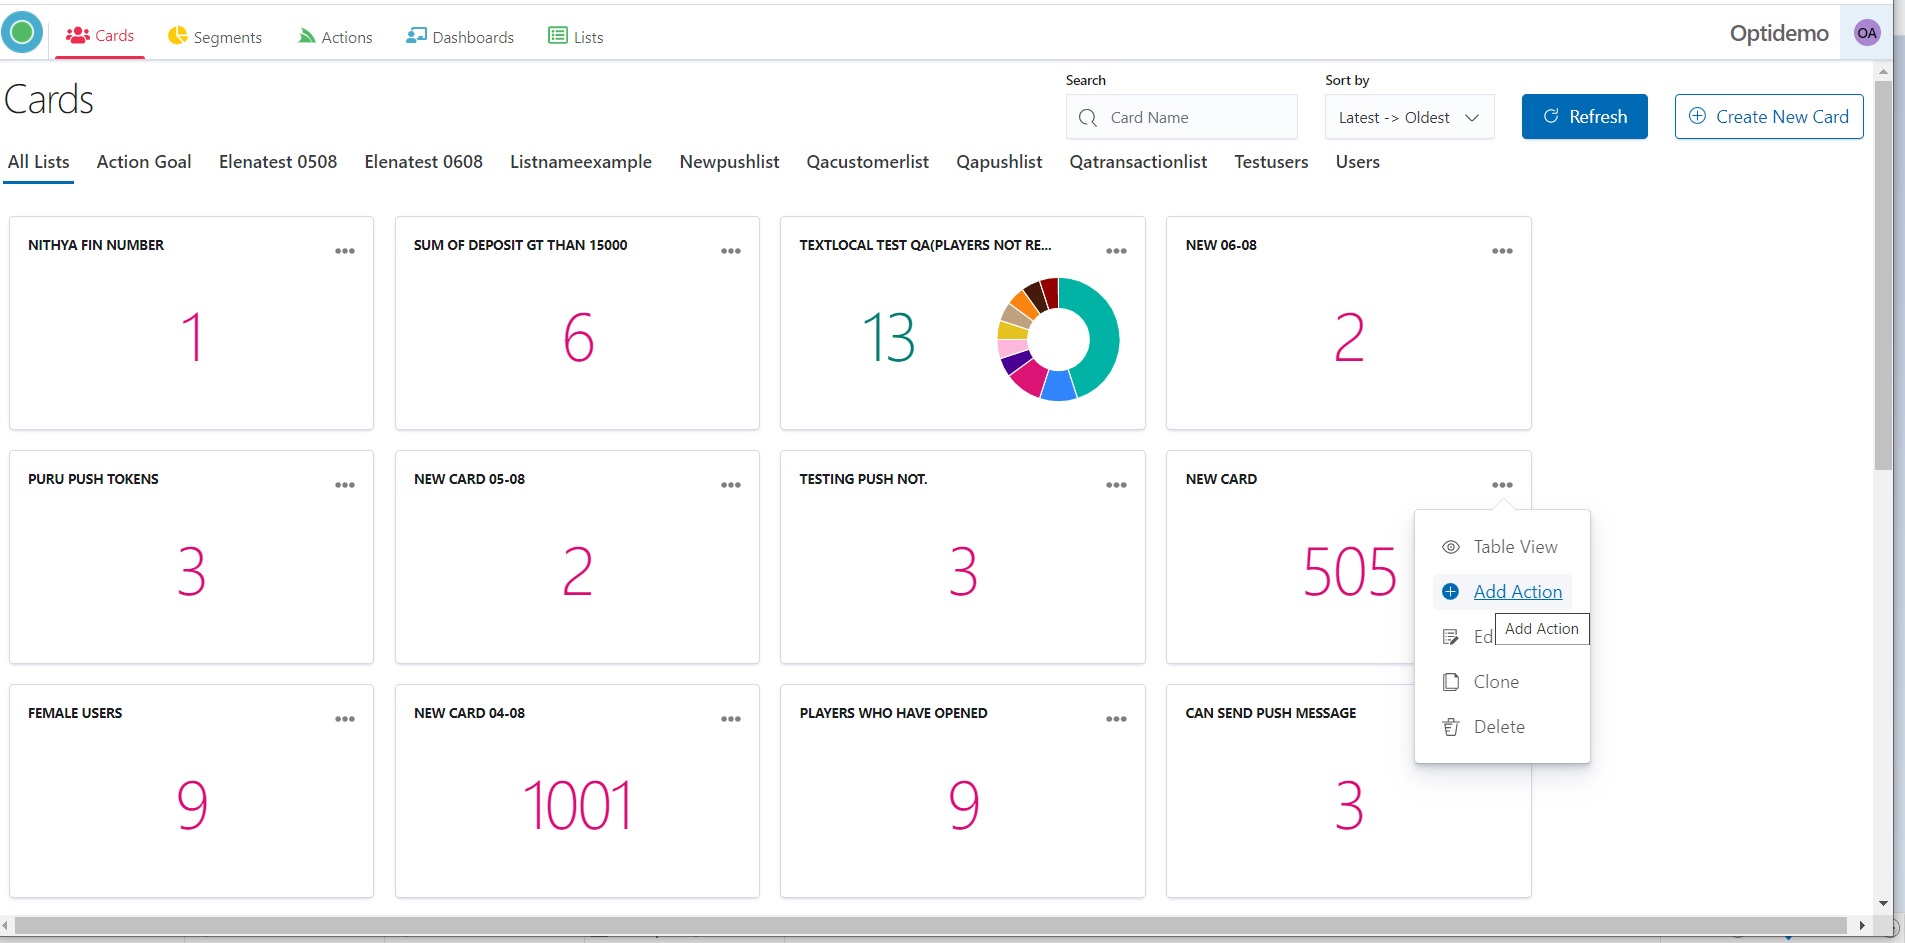 Cards
Segments
Actions
Dashboards
Lists
Optidemo
OA
Cards
Search
Card Name
Sort by
Latest -> Oldest
Refresh
Create New Card
All Lists
Action Goal
Elenatest 0508
Elenatest 0608
Listnameexample
Newpushlist
Qacustomerlist
Qapushlist
Qatransactionlist
Testusers
Users
NITHYA FIN NUMBER
1
SUM OF DEPOSIT GT THAN 15000
6
TEXTLOCAL TEST QA(PLAYERS NOT RE...
13
NEW 06-08
2
PURU PUSH TOKENS
3
NEW CARD 05-08
2
TESTING PUSH NOT.
3
NEW CARD
505
Table View
Add Action
Ed
Add Action
Clone
Delete
FEMALE USERS
9
NEW CARD 04-08
1001
PLAYERS WHO HAVE OPENED
9
CAN SEND PUSH MESSAGE
3